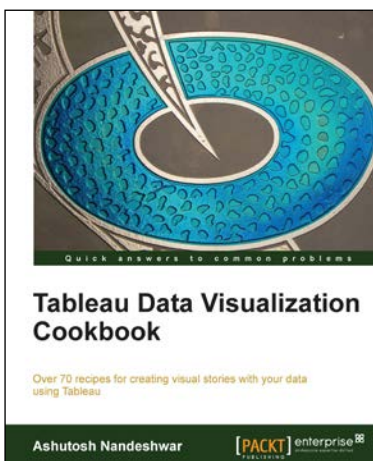 Quick answers to common problems
Tableau Data Visualization
Cookbook
Over 70 recipes for creating visual stories with your data
using Tableau
Ashutosh Nandeshwar
[PACKT] enterprise
PUBLISHING